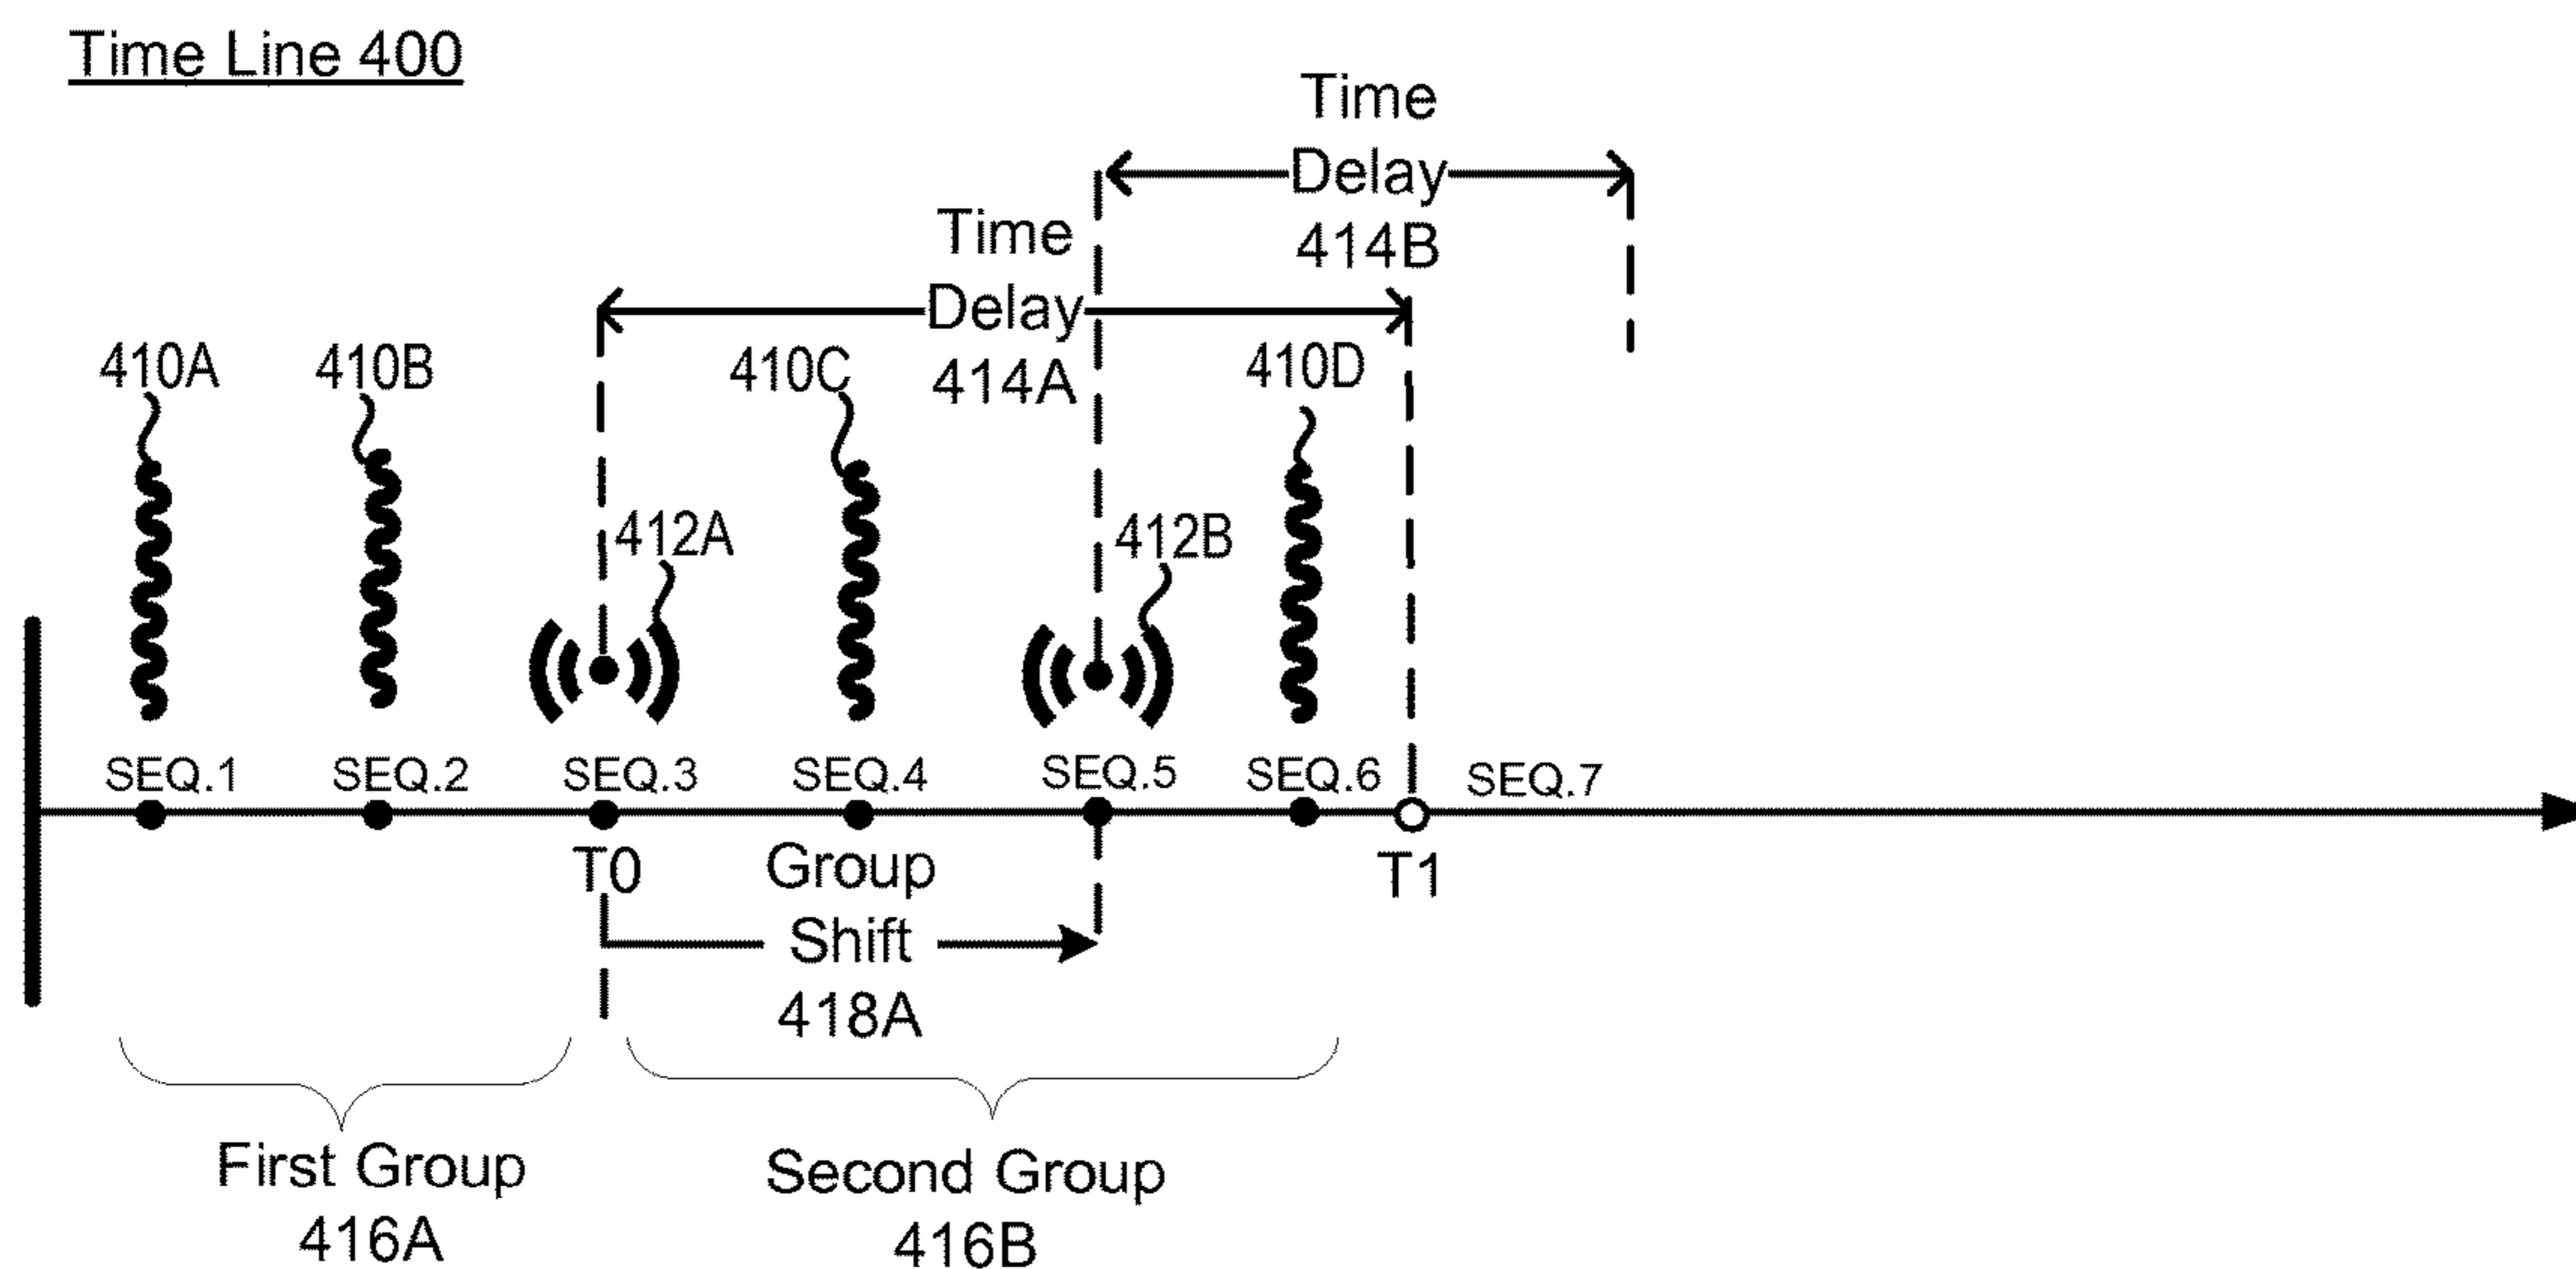 Time Line 400
Time
Delay
414B
Time
Delay
414A
410A
410B
410C
410D
412A
412B
SEQ.1
SEQ.2
SEQ.3
SEQ.4
SEQ.5
SEQ.6
SEQ.7
T0
T1
Group
Shift
418A
First Group
416A
Second Group
416B